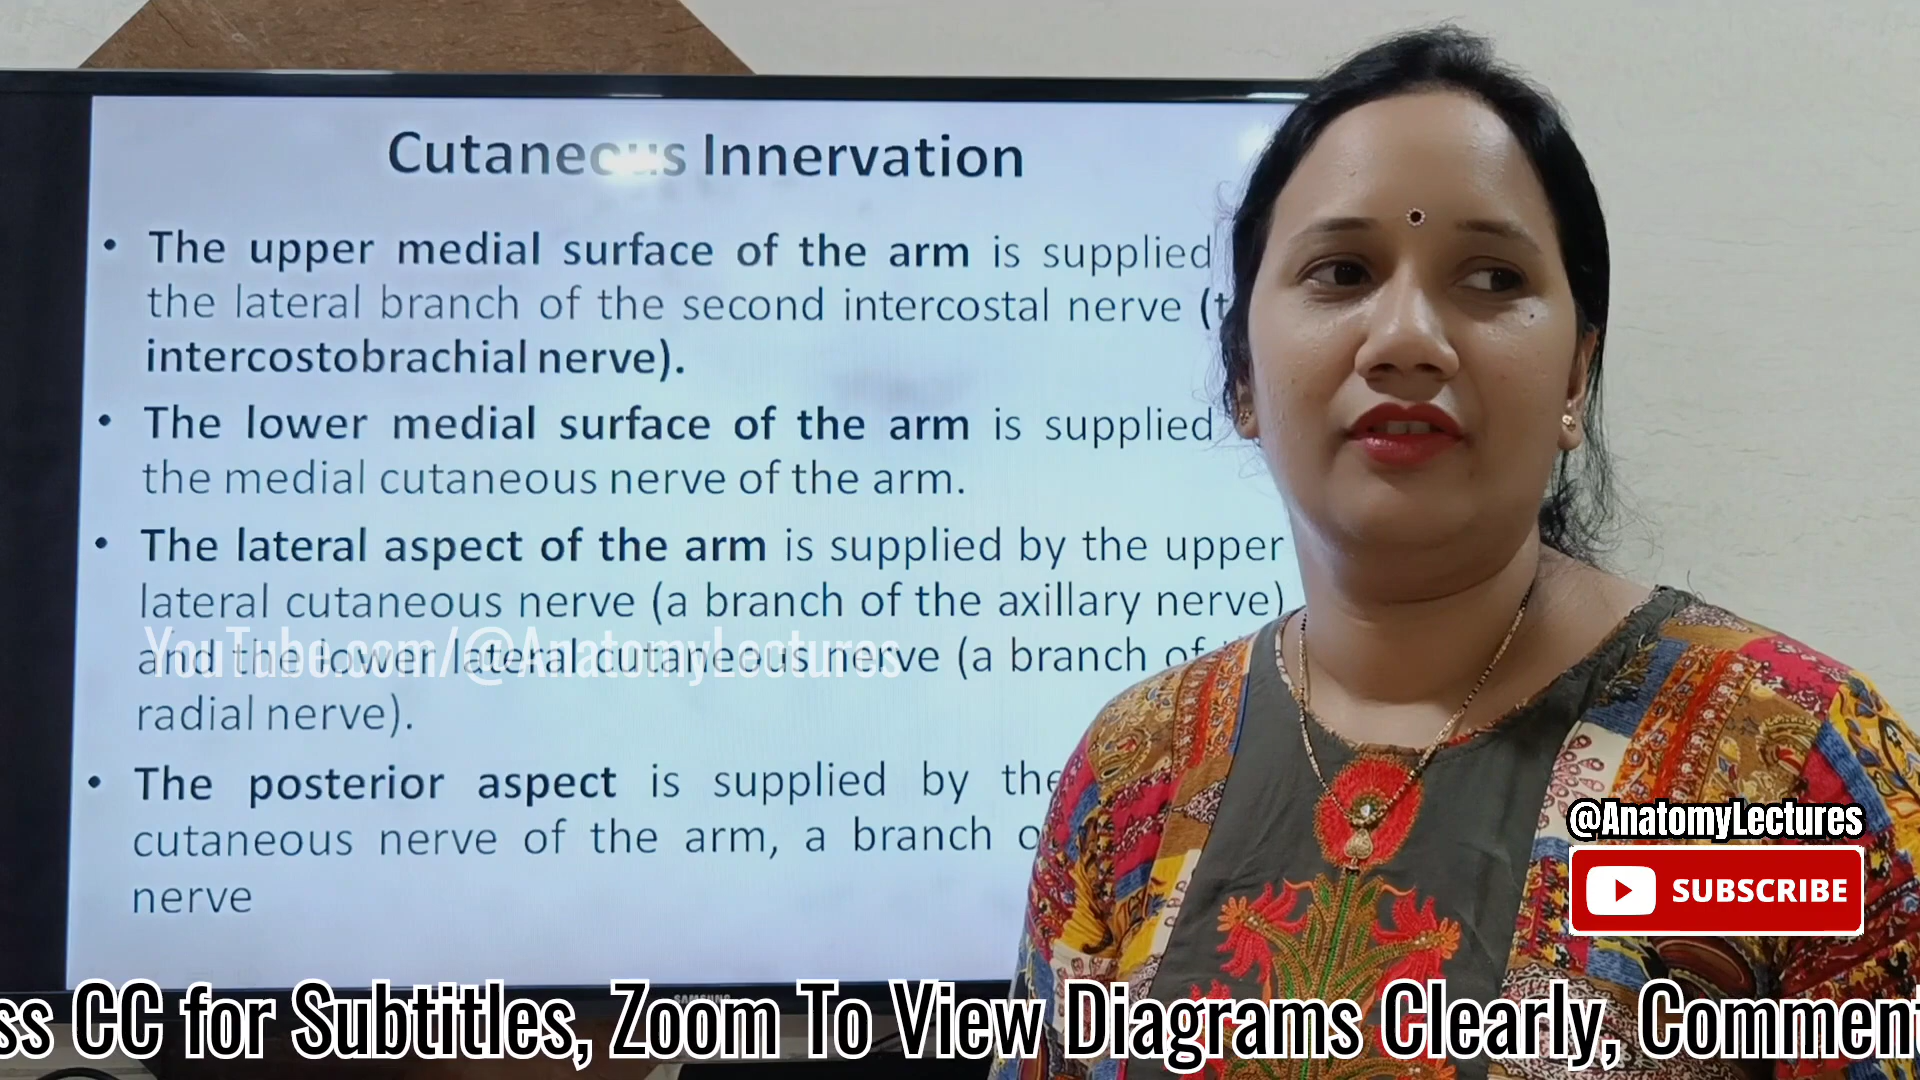 Cutaneous Innervation
• The upper medial surface of the arm is supplied
the lateral branch of the second intercostal nerve (t
intercostobrachial nerve).
• The lower medial surface of the arm is supplied
the medial cutaneous nerve of the arm.
• The lateral aspect of the arm is supplied by the upper
lateral cutaneous nerve (a branch of the axillary nerve)
YouTube.com/@AnatomyLectures
and the lower lateral cutaneous nerve (a branch of
radial nerve).
• The posterior aspect is supplied by the
cutaneous nerve of the arm, a branch o
nerve
@AnatomyLectures
SUBSCRIBE
SAMSUNG
ss CC for Subtitles, Zoom To View Diagrams Clearly, Comment